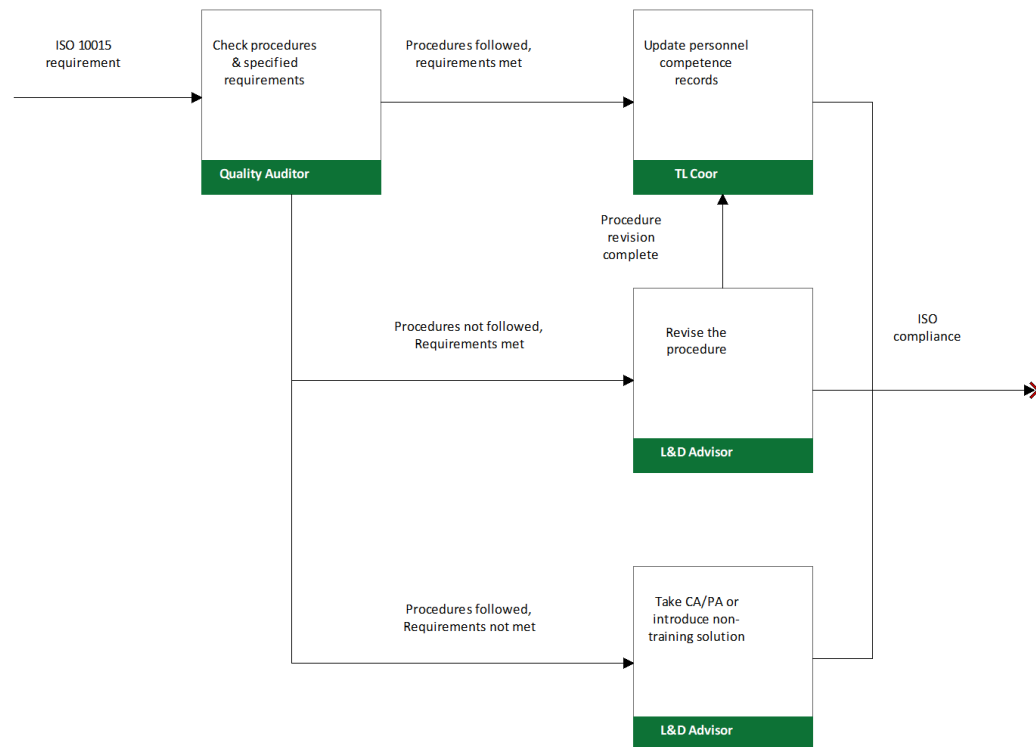 ISO 10015
requirement
Check procedures
& specified
requirements
Quality Auditor
Procedures followed,
requirements met
Update personnel
competence
records
TL Coor
Procedure
revision
complete
Procedures not followed,
Requirements met
Revise the
procedure
L&D Advisor
ISO
compliance
Procedures followed,
Requirements not met
Take CA/PA or
introduce non-
training solution
L&D Advisor